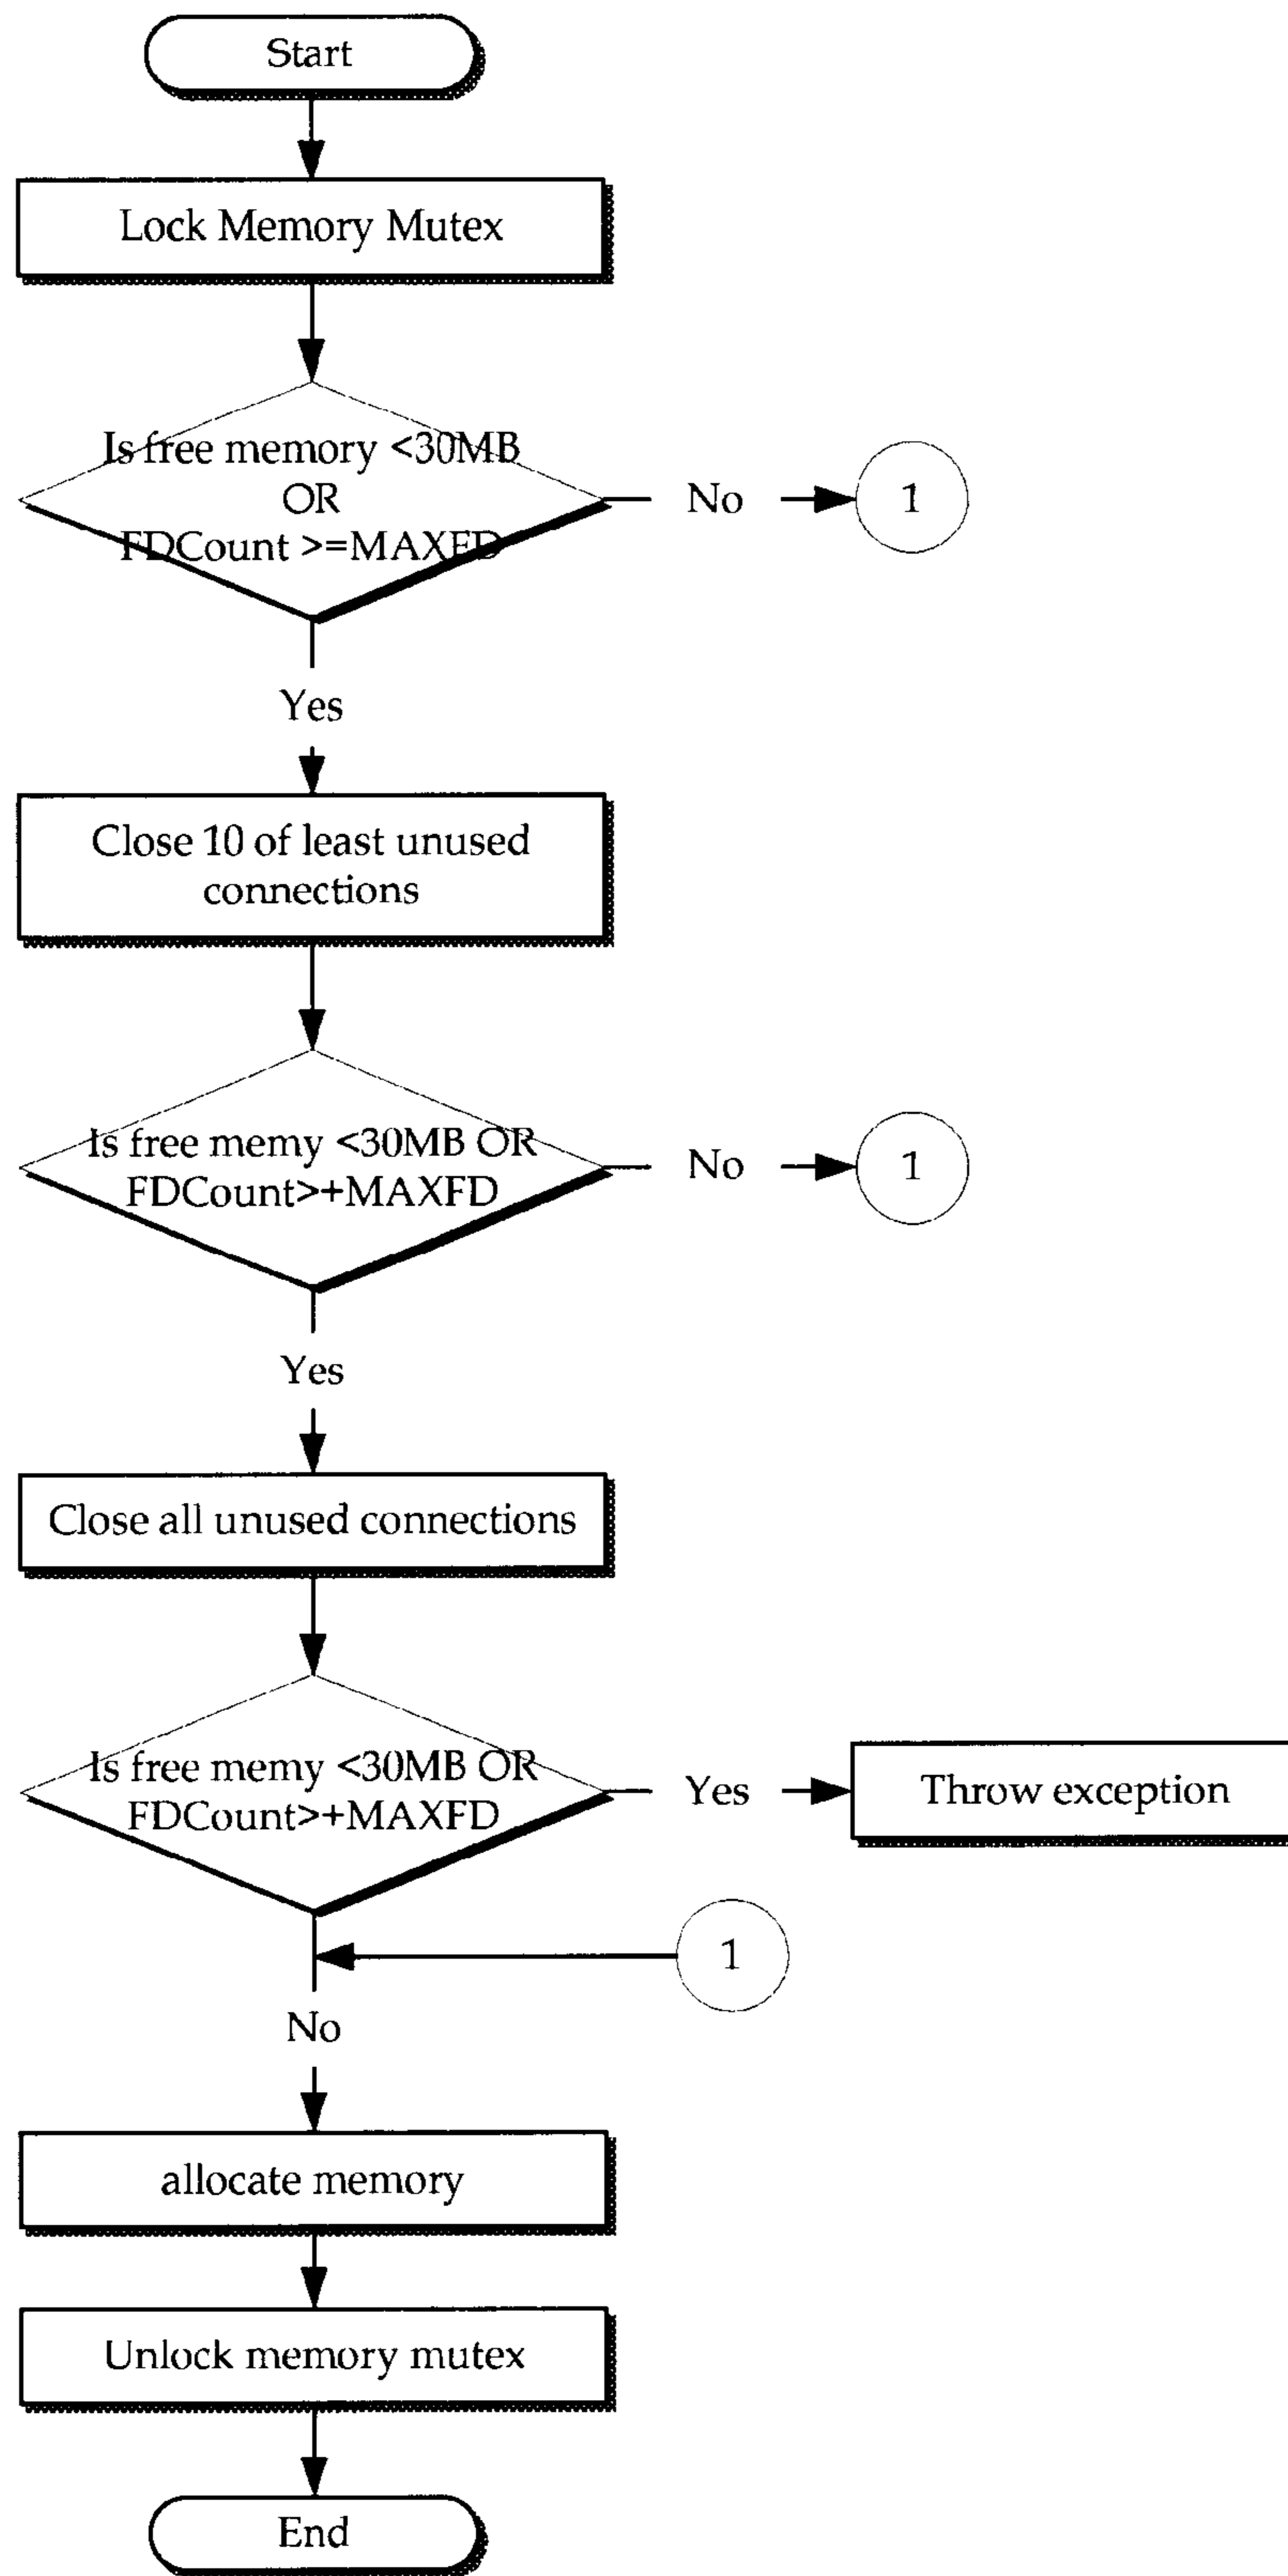 Start
Lock Memory Mutex
Is free memory <30MB
OR
FDCount >=MAXFD
No
1
Yes
Close 10 of least unused
connections
Is free memy <30MB OR
FDCount>+MAXFD
No
1
Yes
Close all unused connections
Is free memy <30MB OR
FDCount>+MAXFD
Yes
Throw exception
1
No
allocate memory
Unlock memory mutex
End